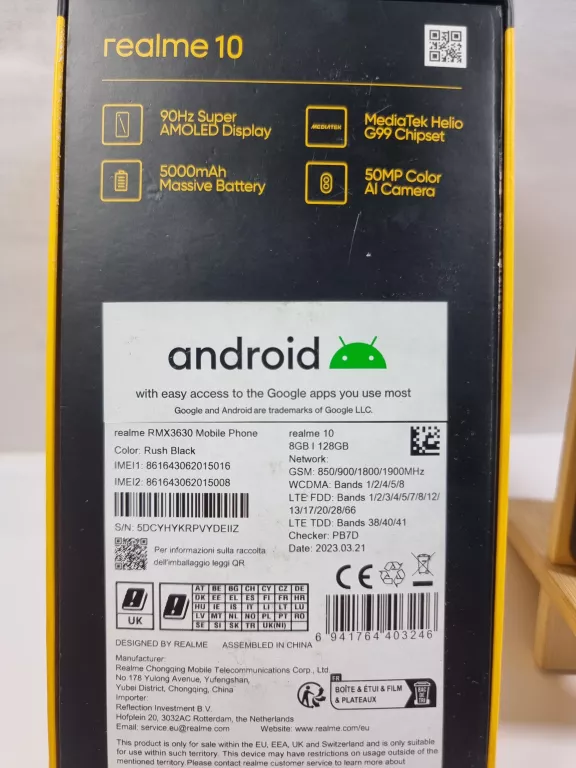 realme 10
90Hz Super
AMOLED Display
MEDIATEK
MediaTek Helio
G99 Chipset
5000mAh
Massive Battery
50MP Color
AI Camera
android
with easy access to the Google apps you use most
Google and Android are trademarks of Google LLC.
realme RMX3630 Mobile Phone
Color: Rush Black
IMEI1: 861643062015016
IMEI2: 861643062015008
S/N: 5DCYHYKRPVYDEIIZ
Per informazioni sulla raccolta
dell'imballaggio leggi QR
realme 10
8GB | 128GB
Network:
GSM: 850/900/1800/1900MHz
WCDMA: Bands 1/2/4/5/8
LTE FDD: Bands 1/2/3/4/5/7/8/12/
13/17/20/28/66
LTE TDD: Bands 38/40/41
Checker: PB7D
Date: 2023.03.21
CE
UK
AT BE BG CH CY CZ DE
DK EE EL ES FI FR HR
HU IE IS IT LI LT LU
LV MT NL NO PL PT RO
SE SI SK TR UK(NI)
6 941764 403246
DESIGNED BY REALME ASSEMBLED IN CHINA
Manufacturer:
Realme Chongqing Mobile Telecommunications Corp., Ltd.
No 178 Yulong Avenue, Yufengshan,
Yubei District, Chongqing, China
Importer:
Reflection Investment B.V.
Hofplein 20, 3032AC Rotterdam, the Netherlands
Email: service.eu@realme.com Website: www.realme.com/eu
FR
BOÎTE & ÉTUI & FILM
& PLATEAUX
BAC DE TRI
This product is only for sale within the EU, EEA, UK and Switzerland and is only suitable
for use within such territory. This device may have restrictions on usage outside of the
mentioned territory. Please contact realme customer service to learn more about